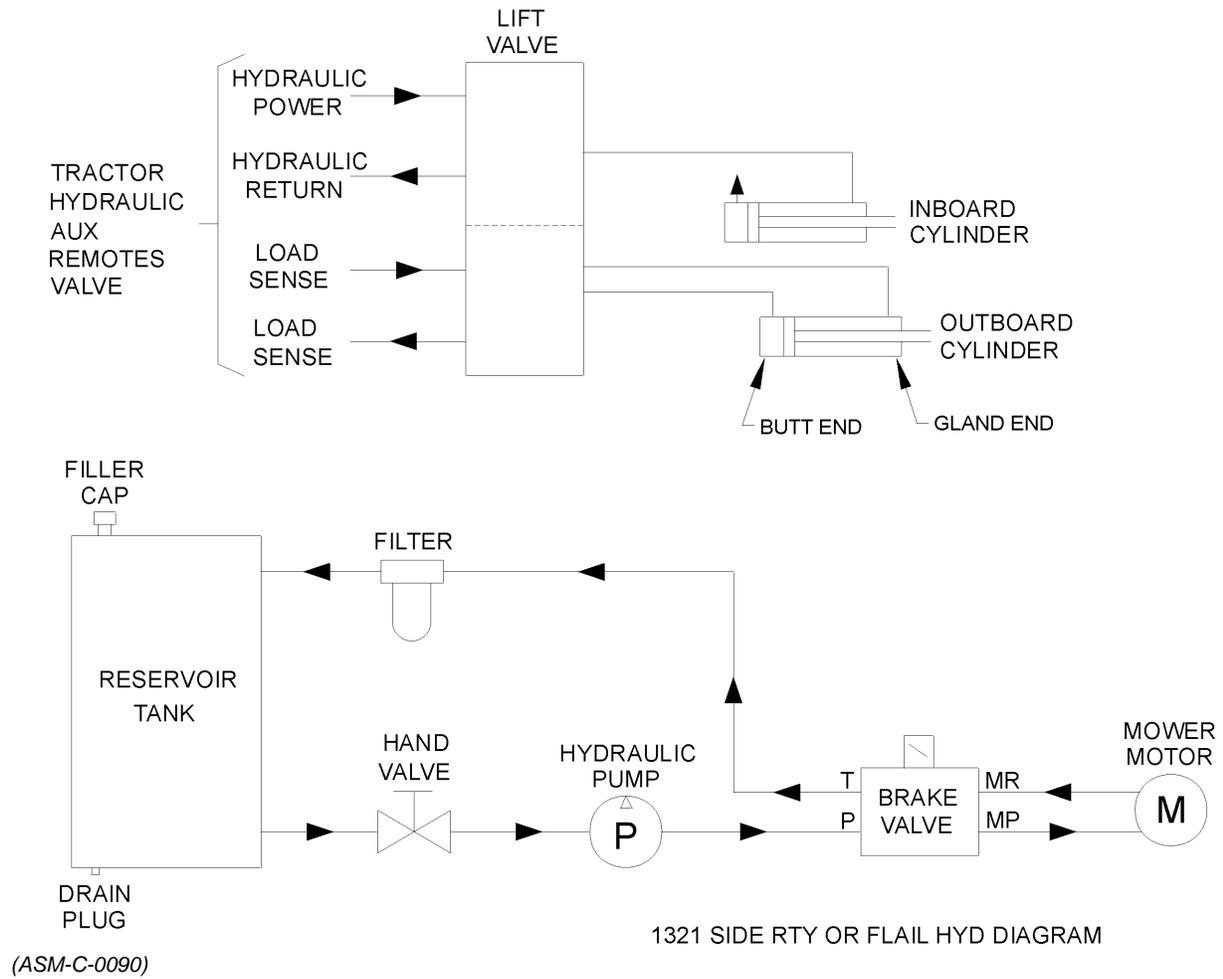 LIFT
VALVE
TRACTOR
HYDRAULIC
AUX
REMOTES
VALVE
HYDRAULIC
POWER
HYDRAULIC
RETURN
LOAD
SENSE
LOAD
SENSE
INBOARD
CYLINDER
OUTBOARD
CYLINDER
BUTT END
GLAND END
FILLER
CAP
FILTER
RESERVOIR
TANK
HAND
VALVE
HYDRAULIC
PUMP
P
T
P
BRAKE
VALVE
MR
MP
MOWER
MOTOR
M
DRAIN
PLUG
1321 SIDE RTY OR FLAIL HYD DIAGRAM
(ASM-C-0090)